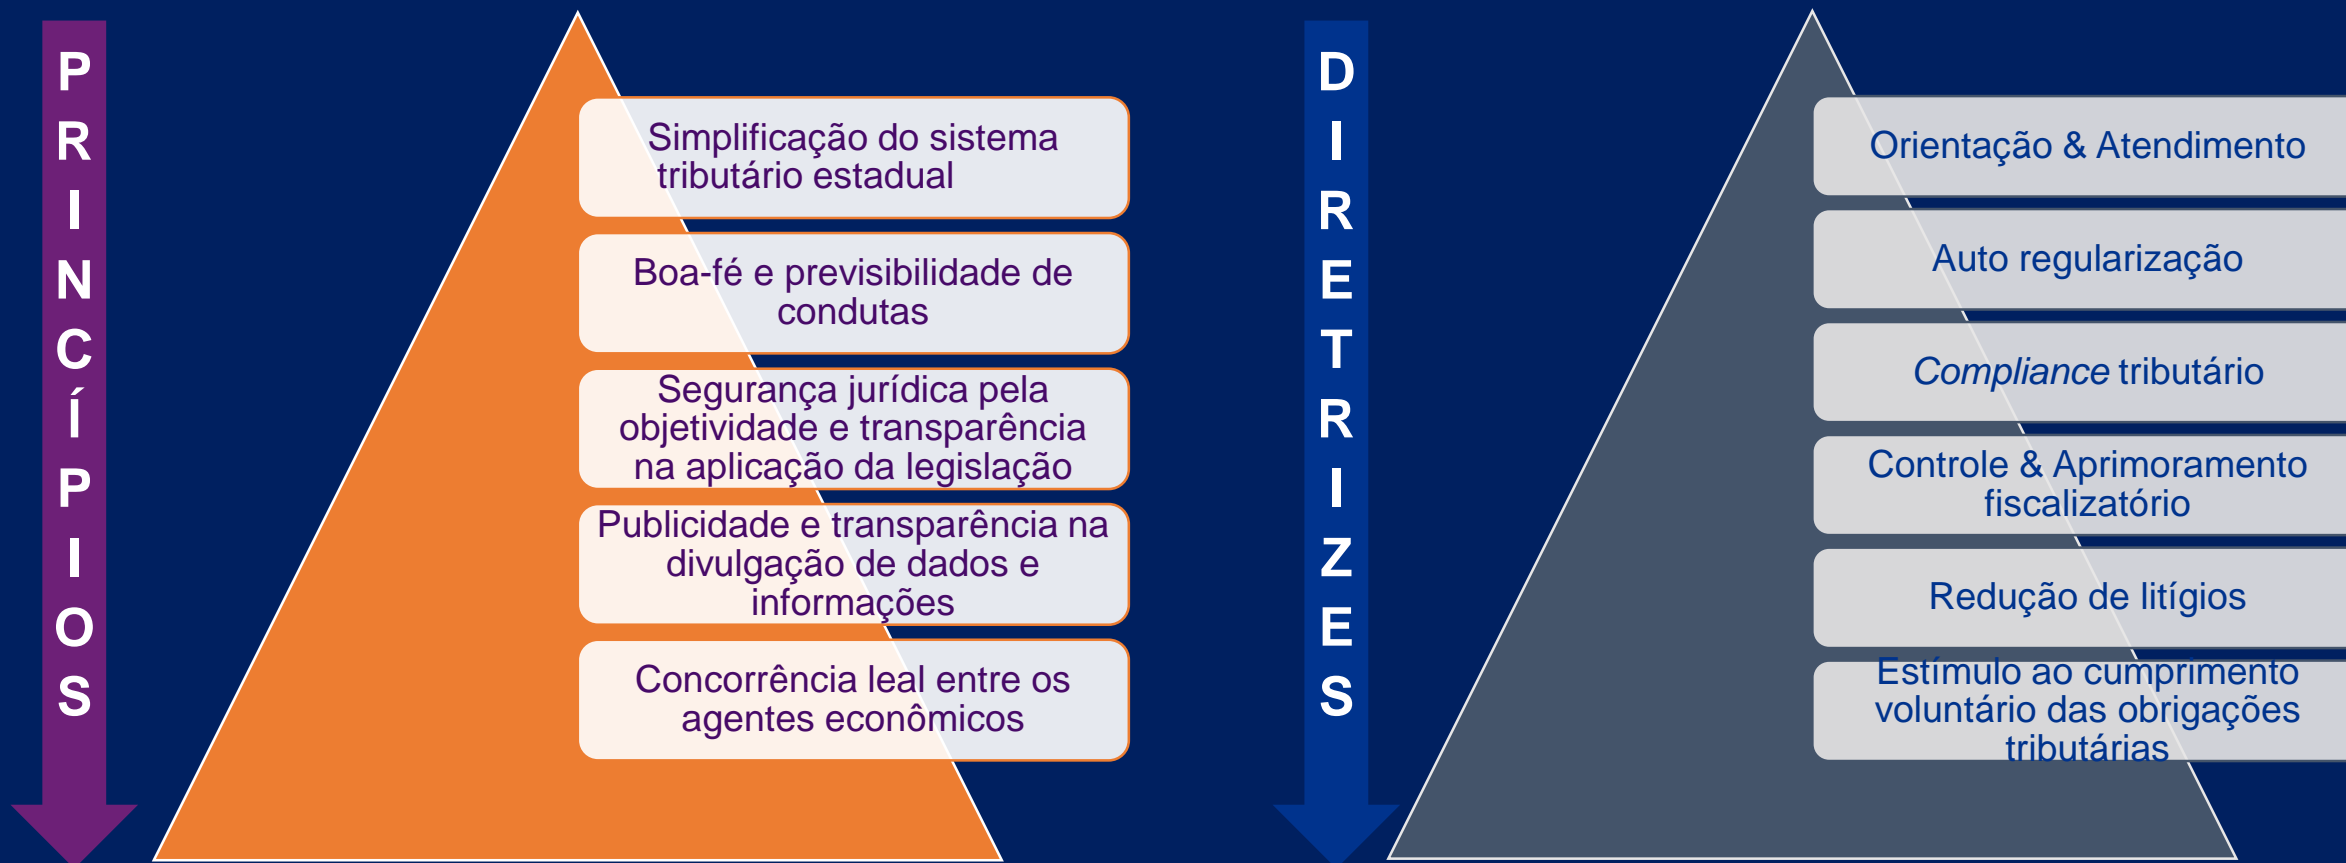 PRINCÍPIOS
Simplificação do sistema
tributário estadual
Boa-fé e previsibilidade de
condutas
Segurança jurídica pela
objetividade e transparência
na aplicação da legislação
Publicidade e transparência na
divulgação de dados e
informações
Concorrência leal entre os
agentes econômicos
DIRETRIZES
Orientação & Atendimento
Auto regularização
Compliance tributário
Controle & Aprimoramento
fiscalizatório
Redução de litígios
Estímulo ao cumprimento
voluntário das obrigações
tributárias